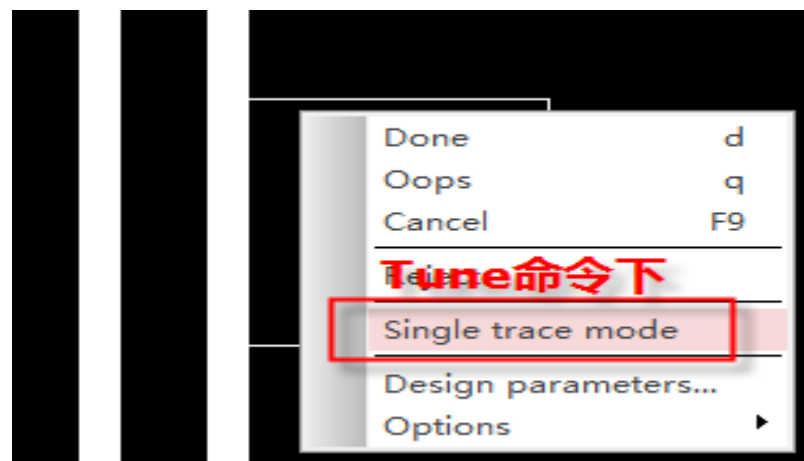 Done d
Oops q
Cancel F9
Tune命令下
Single trace mode
Design parameters...
Options